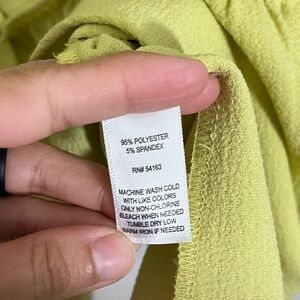 95% POLYESTER
5% SPANDEX
RN# 54163
MACHINE WASH COLD
WITH LIKE COLORS
ONLY NON-CHLORINE
BLEACH WHEN NEEDED
TUMBLE DRY LOW
WARM IRON IF NEEDED